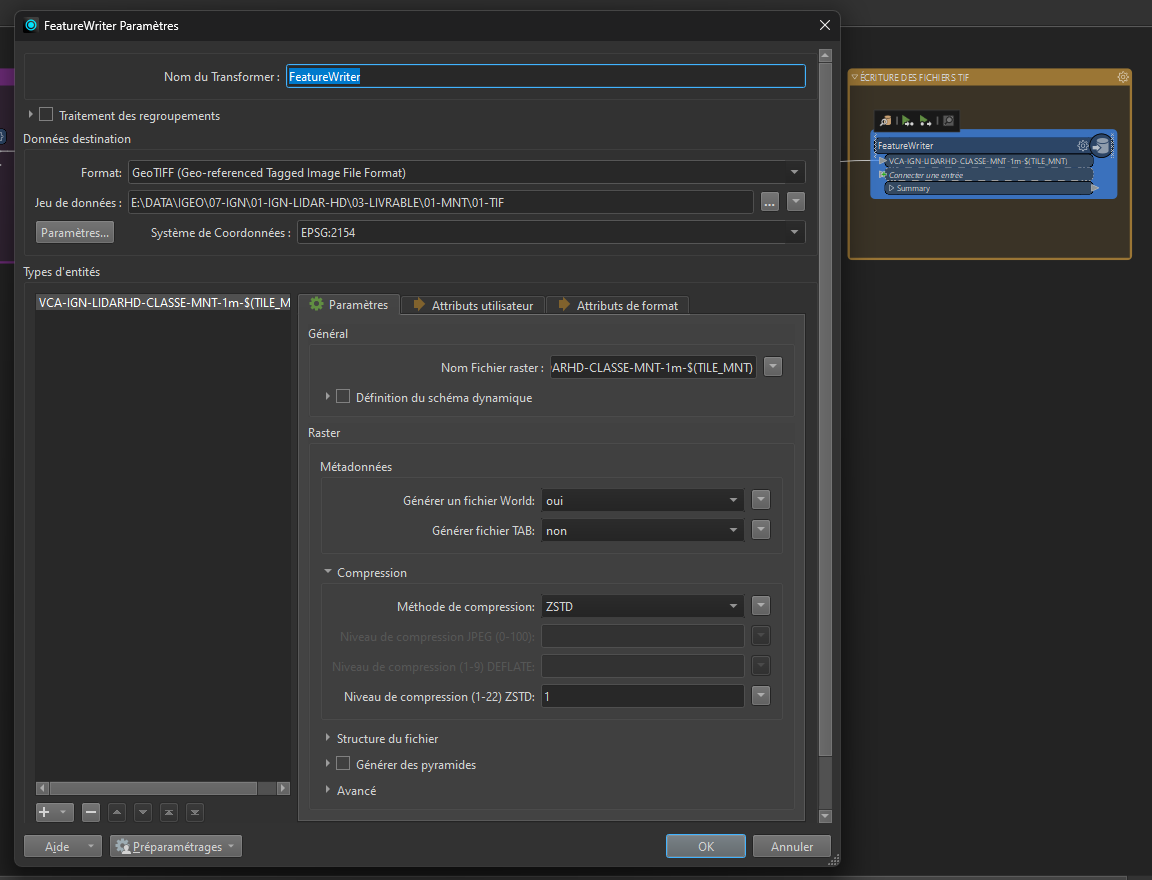 FeatureWriter Paramètres
Nom du Transformer : FeatureWriter
Traitement des regroupements
Données destination
Format: GeoTIFF (Geo-referenced Tagged Image File Format)
Jeu de données : E:\DATA\IGEO\07-IGN\01-IGN-LIDAR-HD\03-LIVRABLE\01-MNT\01-TIF
...
Paramètres... Système de Coordonnées : EPSG:2154
Types d'entités
VCA-IGN-LIDARHD-CLASSE-MNT-1m-$(TILE_M
Paramètres Attributs utilisateur Attributs de format
Général
Nom Fichier raster : ARHD-CLASSE-MNT-1m-$(TILE_MNT)
Définition du schéma dynamique
Raster
Métadonnées
Générer un fichier World: oui
Générer fichier TAB: non
Compression
Méthode de compression: ZSTD
Niveau de compression JPEG (0-100):
Niveau de compression (1-9) DEFLATE:
Niveau de compression (1-22) ZSTD: 1
Structure du fichier
Générer des pyramides
Avancé
Aide Préparamétrages OK Annuler
ÉCRITURE DES FICHIERS TIF
FeatureWriter
VCA-IGN-LIDARHD-CLASSE-MNT-1m-$(TILE_MNT)
Connecter une entrée
Summary